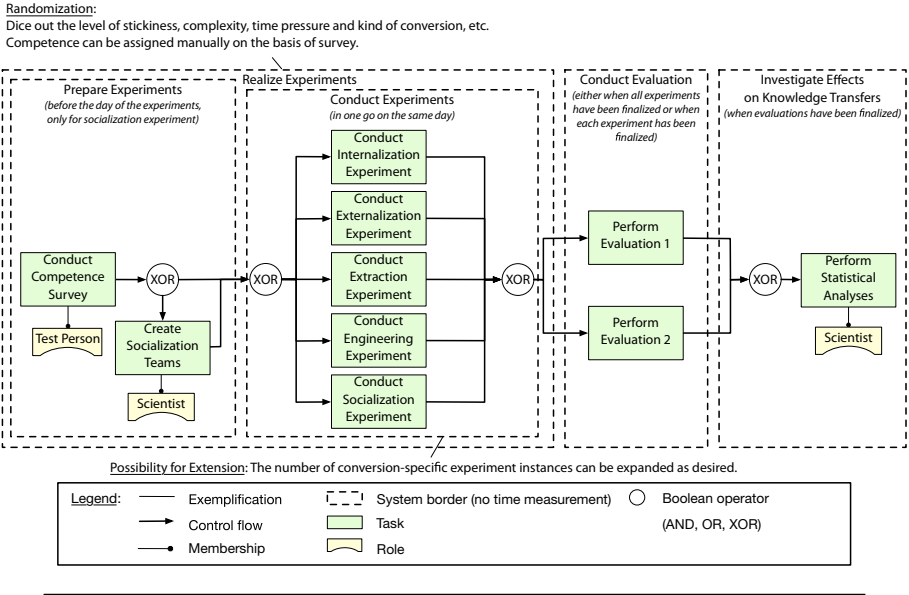 Randomization:
Dice out the level of stickiness, complexity, time pressure and kind of conversion, etc.
Competence can be assigned manually on the basis of survey.
Realize Experiments
Prepare Experiments
(before the day of the experiments,
only for socialization experiment)
Conduct
Competence
Survey
Test Person
XOR
Create
Socialization
Teams
Scientist
Conduct Experiments
(in one go on the same day)
XOR
Conduct
Internalization
Experiment
Conduct
Externalization
Experiment
Conduct
Extraction
Experiment
Conduct
Engineering
Experiment
Conduct
Socialization
Experiment
XOR
Conduct Evaluation
(either when all experiments
have been finalized or when
each experiment has been
finalized)
Perform
Evaluation 1
Perform
Evaluation 2
Investigate Effects
on Knowledge Transfers
(when evaluations have been finalized)
XOR
Perform
Statistical
Analyses
Scientist
Possibility for Extension: The number of conversion-specific experiment instances can be expanded as desired.
Legend:
Exemplification
Control flow
Membership
System border (no time measurement)
Task
Role
Boolean operator
(AND, OR, XOR)